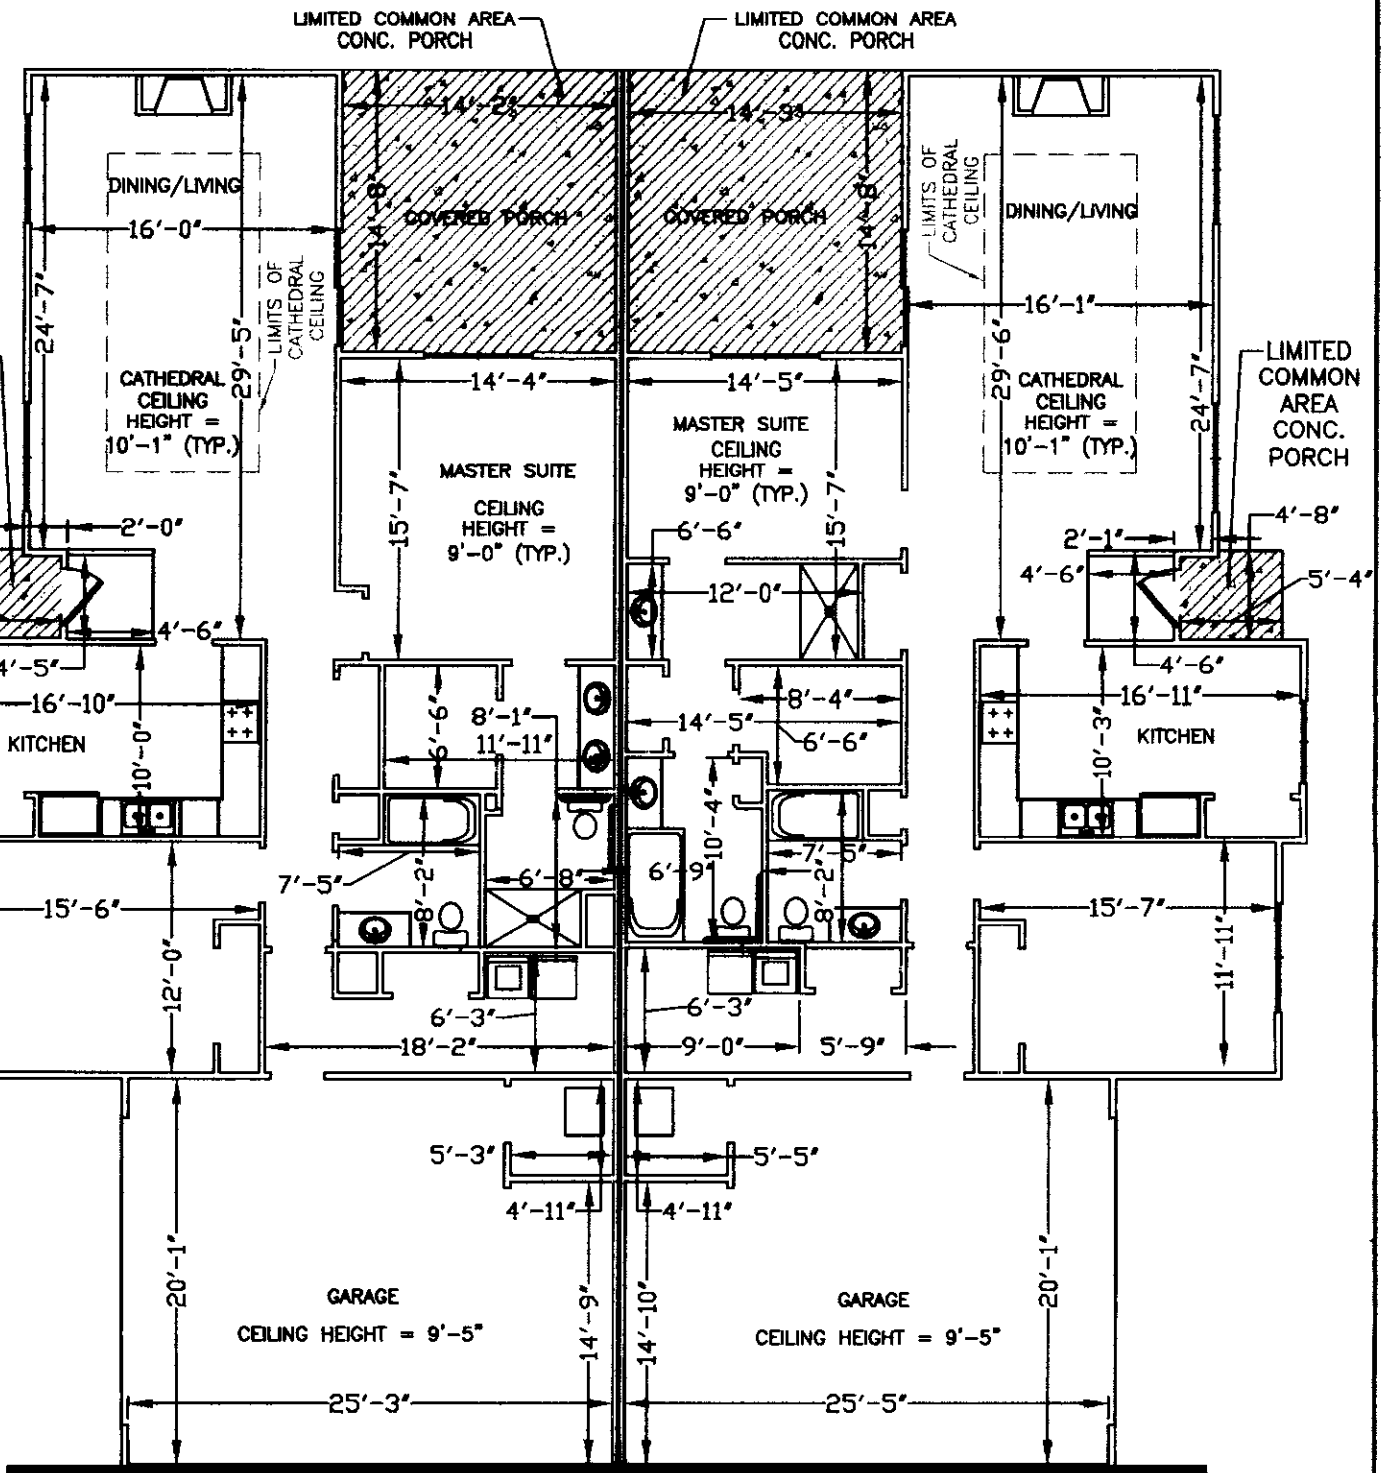 LIMITED COMMON AREA
CONC. PORCH
LIMITED COMMON AREA
CONC. PORCH
14'-2"
14'-3"
DINING/LIVING
14'-8"
COVERED PORCH
COVERED PORCH
14'-8"
LIMITS OF
CATHEDRAL
CEILING
DINING/LIVING
16'-0"
24'-7"
29'-5"
LIMITS OF
CATHEDRAL
CEILING
16'-1"
29'-6"
24'-7"
CATHEDRAL
CEILING
HEIGHT =
10'-1" (TYP.)
14'-4"
14'-5"
CATHEDRAL
CEILING
HEIGHT =
10'-1" (TYP.)
LIMITED
COMMON
AREA
CONC.
PORCH
MASTER SUITE
CEILING
HEIGHT =
9'-0" (TYP.)
MASTER SUITE
CEILING
HEIGHT =
9'-0" (TYP.)
15'-7"
15'-7"
2'-0"
6'-6"
2'-1"
4'-8"
4'-6"
5'-4"
12'-0"
4'-6"
4'-5"
4'-6"
16'-10"
8'-4"
16'-11"
6'-6"
8'-1"
14'-5"
11'-11"
6'-6"
KITCHEN
10'-0"
10'-3"
KITCHEN
10'-4"
7'-5"
7'-5"
6'-8"
6'-9"
8'-2"
8'-2"
15'-6"
15'-7"
12'-0"
11'-11"
6'-3"
6'-3"
18'-2"
9'-0"
5'-9"
5'-3"
5'-5"
4'-11"
4'-11"
20'-1"
20'-1"
GARAGE
CEILING HEIGHT = 9'-5"
14'-9"
14'-10"
GARAGE
CEILING HEIGHT = 9'-5"
25'-3"
25'-5"